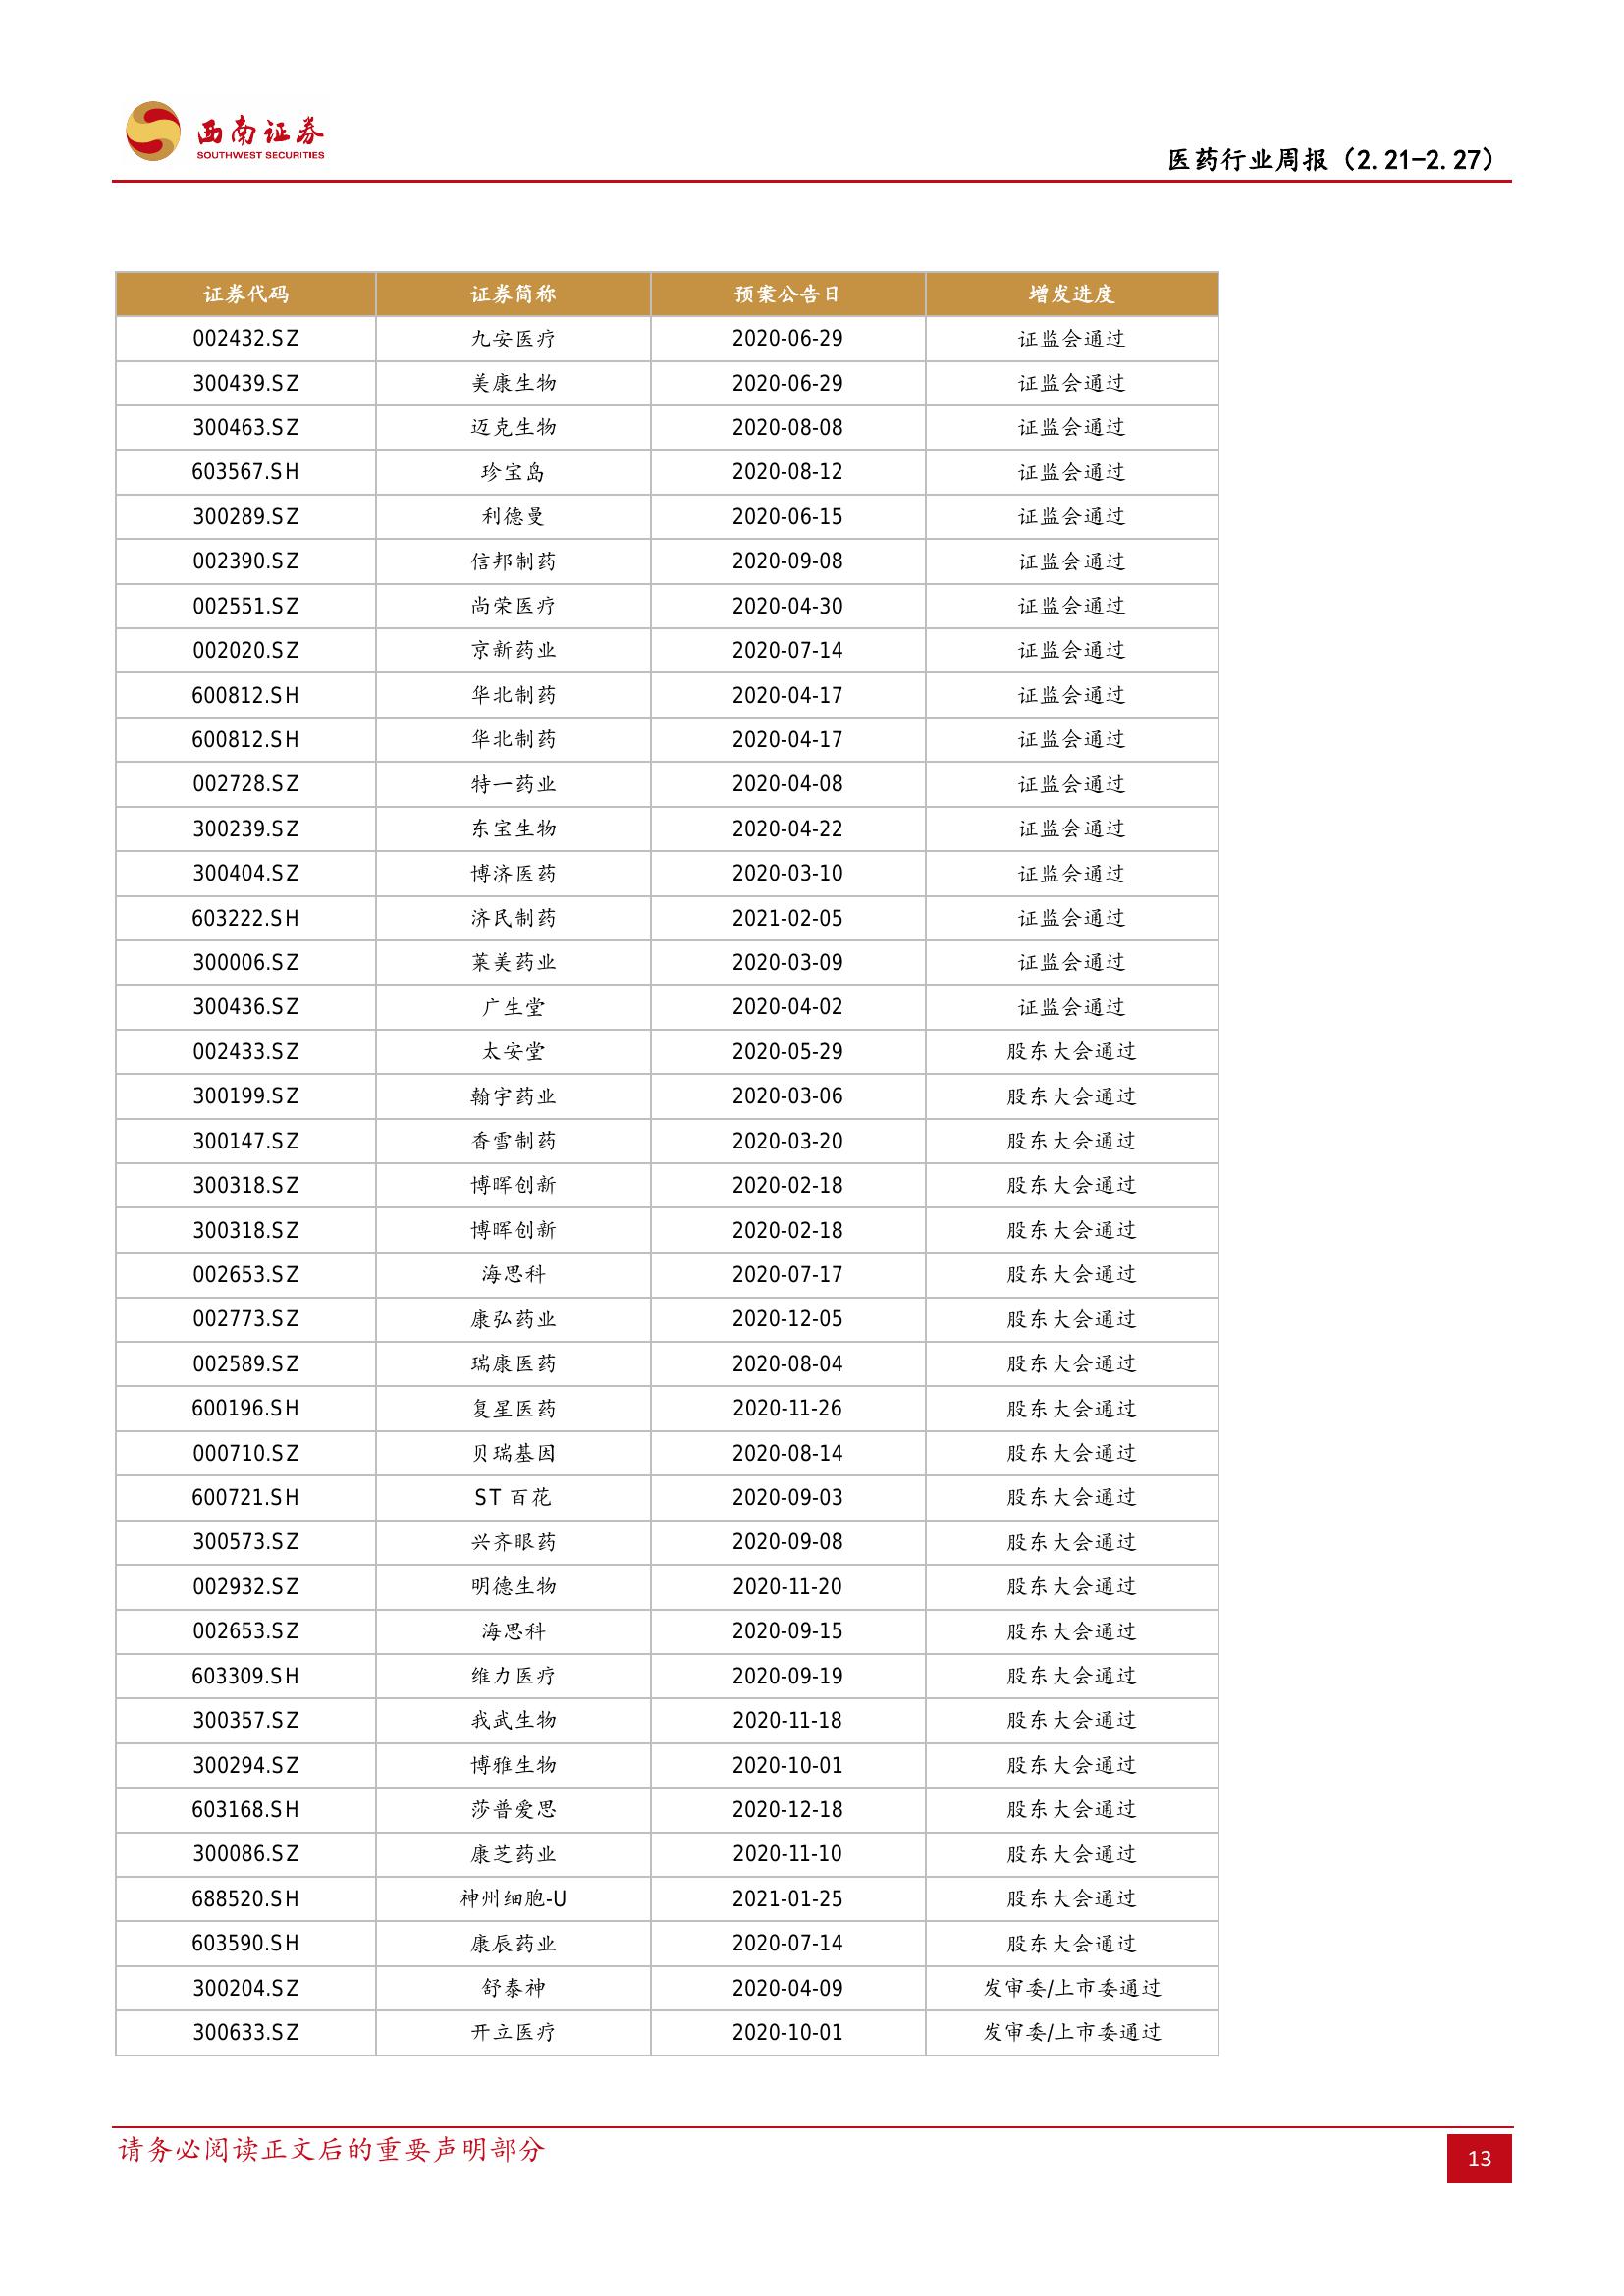 西南证券
SOUTHWEST SECURITIES
医药行业周报（2.21-2.27）
证券代码 证券简称 预案公告日 增发进度
002432.SZ 九安医疗 2020-06-29 证监会通过
300439.SZ 美康生物 2020-06-29 证监会通过
300463.SZ 迈克生物 2020-08-08 证监会通过
603567.SH 珍宝岛 2020-08-12 证监会通过
300289.SZ 利德曼 2020-06-15 证监会通过
002390.SZ 信邦制药 2020-09-08 证监会通过
002551.SZ 尚荣医疗 2020-04-30 证监会通过
002020.SZ 京新药业 2020-07-14 证监会通过
600812.SH 华北制药 2020-04-17 证监会通过
600812.SH 华北制药 2020-04-17 证监会通过
002728.SZ 特一药业 2020-04-08 证监会通过
300239.SZ 东宝生物 2020-04-22 证监会通过
300404.SZ 博济医药 2020-03-10 证监会通过
603222.SH 济民制药 2021-02-05 证监会通过
300006.SZ 莱美药业 2020-03-09 证监会通过
300436.SZ 广生堂 2020-04-02 证监会通过
002433.SZ 太安堂 2020-05-29 股东大会通过
300199.SZ 翰宇药业 2020-03-06 股东大会通过
300147.SZ 香雪制药 2020-03-20 股东大会通过
300318.SZ 博晖创新 2020-02-18 股东大会通过
300318.SZ 博晖创新 2020-02-18 股东大会通过
002653.SZ 海思科 2020-07-17 股东大会通过
002773.SZ 康弘药业 2020-12-05 股东大会通过
002589.SZ 瑞康医药 2020-08-04 股东大会通过
600196.SH 复星医药 2020-11-26 股东大会通过
000710.SZ 贝瑞基因 2020-08-14 股东大会通过
600721.SH ST 百花 2020-09-03 股东大会通过
300573.SZ 兴齐眼药 2020-09-08 股东大会通过
002932.SZ 明德生物 2020-11-20 股东大会通过
002653.SZ 海思科 2020-09-15 股东大会通过
603309.SH 维力医疗 2020-09-19 股东大会通过
300357.SZ 我武生物 2020-11-18 股东大会通过
300294.SZ 博雅生物 2020-10-01 股东大会通过
603168.SH 莎普爱思 2020-12-18 股东大会通过
300086.SZ 康芝药业 2020-11-10 股东大会通过
688520.SH 神州细胞-U 2021-01-25 股东大会通过
603590.SH 康辰药业 2020-07-14 股东大会通过
300204.SZ 舒泰神 2020-04-09 发审委/上市委通过
300633.SZ 开立医疗 2020-10-01 发审委/上市委通过
请务必阅读正文后的重要声明部分
13